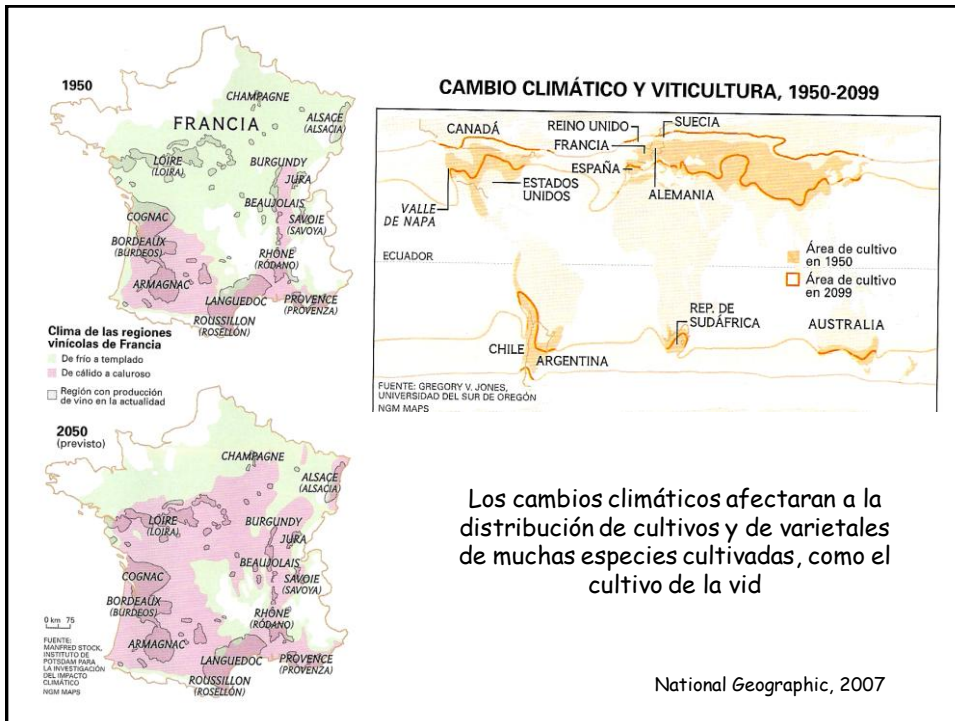 1950
CHAMPAGNE
FRANCIA
ALSACE
(ALSACIA)
LOIRE
(LOIRA)
BURGUNDY
JURA
BEAUJOLAIS
SAVOIE
(SAVOYA)
COGNAC
BORDEAUX
(BURDEOS)
RHÔNE
(RÓDANO)
ARMAGNAC
LANGUEDOC
PROVENCE
(PROVENZA)
ROUSSILLON
(ROSELLÓN)
Clima de las regiones
vinícolas de Francia
De frío a templado
De cálido a caluroso
Región con producción
de vino en la actualidad
2050
(previsto)
CHAMPAGNE
ALSACE
(ALSACIA)
LOIRE
(LOIRA)
BURGUNDY
JURA
BEAUJOLAIS
SAVOIE
(SAVOYA)
COGNAC
BORDEAUX
(BURDEOS)
RHÔNE
(RÓDANO)
0 km 75
ARMAGNAC
LANGUEDOC
PROVENCE
(PROVENZA)
ROUSSILLON
(ROSELLÓN)
FUENTE:
MANFRED STOCK,
INSTITUTO DE
POTSDAM PARA
LA INVESTIGACIÓN
DEL IMPACTO
CLIMÁTICO
NGM MAPS
CAMBIO CLIMÁTICO Y VITICULTURA, 1950-2099
CANADÁ
REINO UNIDO
SUECIA
FRANCIA
ESPAÑA
ESTADOS
UNIDOS
ALEMANIA
VALLE
DE NAPA
ECUADOR
Área de cultivo
en 1950
Área de cultivo
en 2099
REP. DE
SUDÁFRICA
AUSTRALIA
CHILE
ARGENTINA
FUENTE: GREGORY V. JONES,
UNIVERSIDAD DEL SUR DE OREGÓN
NGM MAPS
Los cambios climáticos afectaran a la
distribución de cultivos y de varietales
de muchas especies cultivadas, como el
cultivo de la vid
National Geographic, 2007